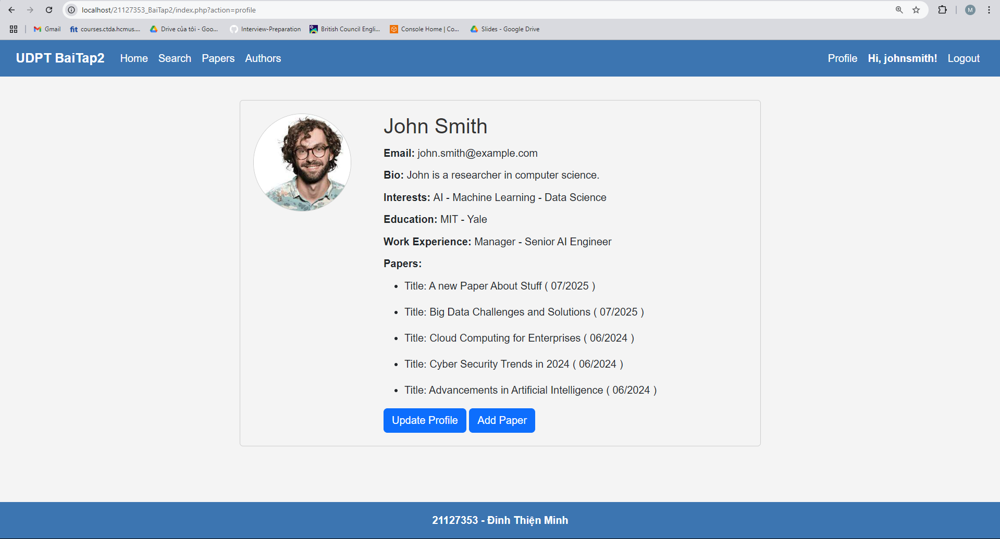 localhost/21127353_BaiTap2/index.php?action=profile
M
Gmail
fit courses.ctda.hcmus....
Drive của tôi - Goo...
Interview-Preparation
British Council Engli...
Console Home | Co...
Slides - Google Drive
UDPT BaiTap2 Home Search Papers Authors Profile Hi, johnsmith! Logout
John Smith
Email: john.smith@example.com
Bio: John is a researcher in computer science.
Interests: AI - Machine Learning - Data Science
Education: MIT - Yale
Work Experience: Manager - Senior AI Engineer
Papers:
• Title: A new Paper About Stuff ( 07/2025 )
• Title: Big Data Challenges and Solutions ( 07/2025 )
• Title: Cloud Computing for Enterprises ( 06/2024 )
• Title: Cyber Security Trends in 2024 ( 06/2024 )
• Title: Advancements in Artificial Intelligence ( 06/2024 )
Update Profile Add Paper
21127353 - Đinh Thiện Minh